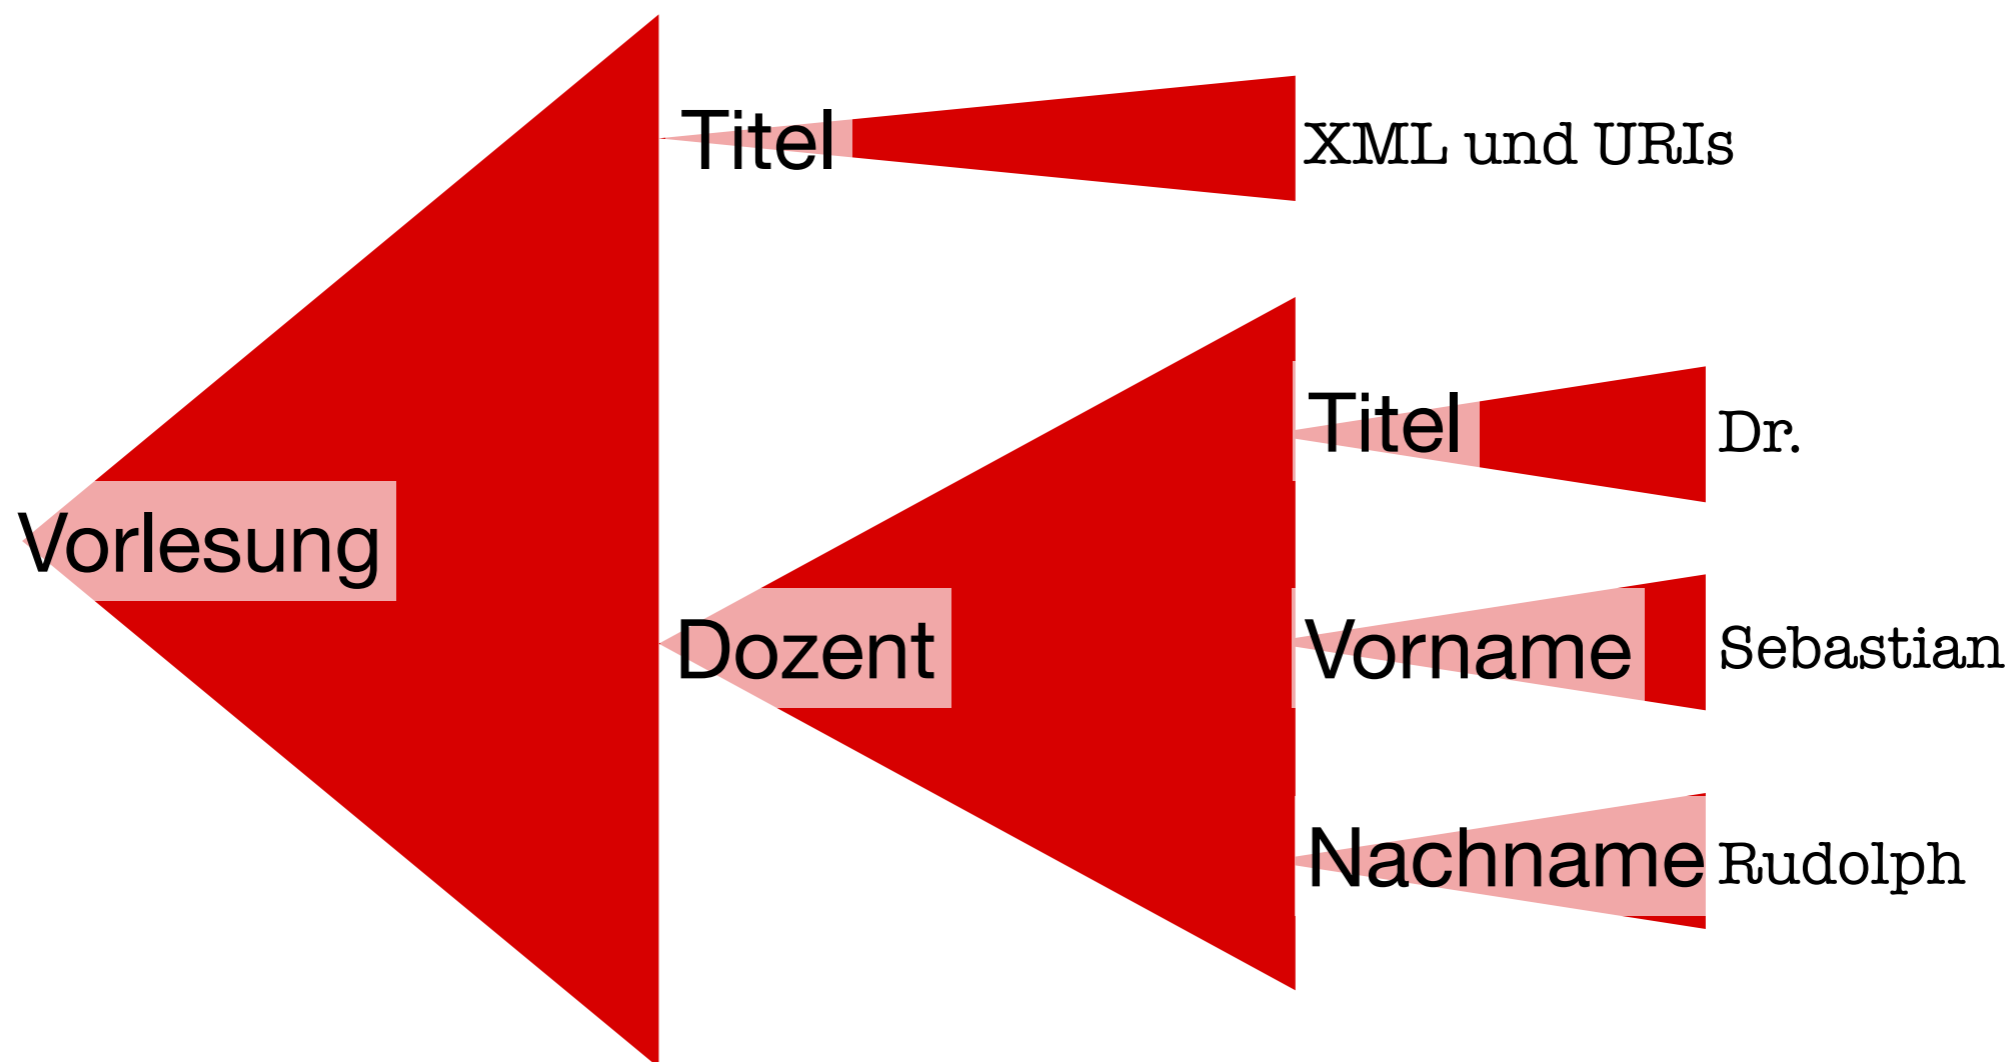 Titel
XML und URIs
Titel
Dr.
Vorlesung
Dozent
Vorname
Sebastian
Nachname
Rudolph